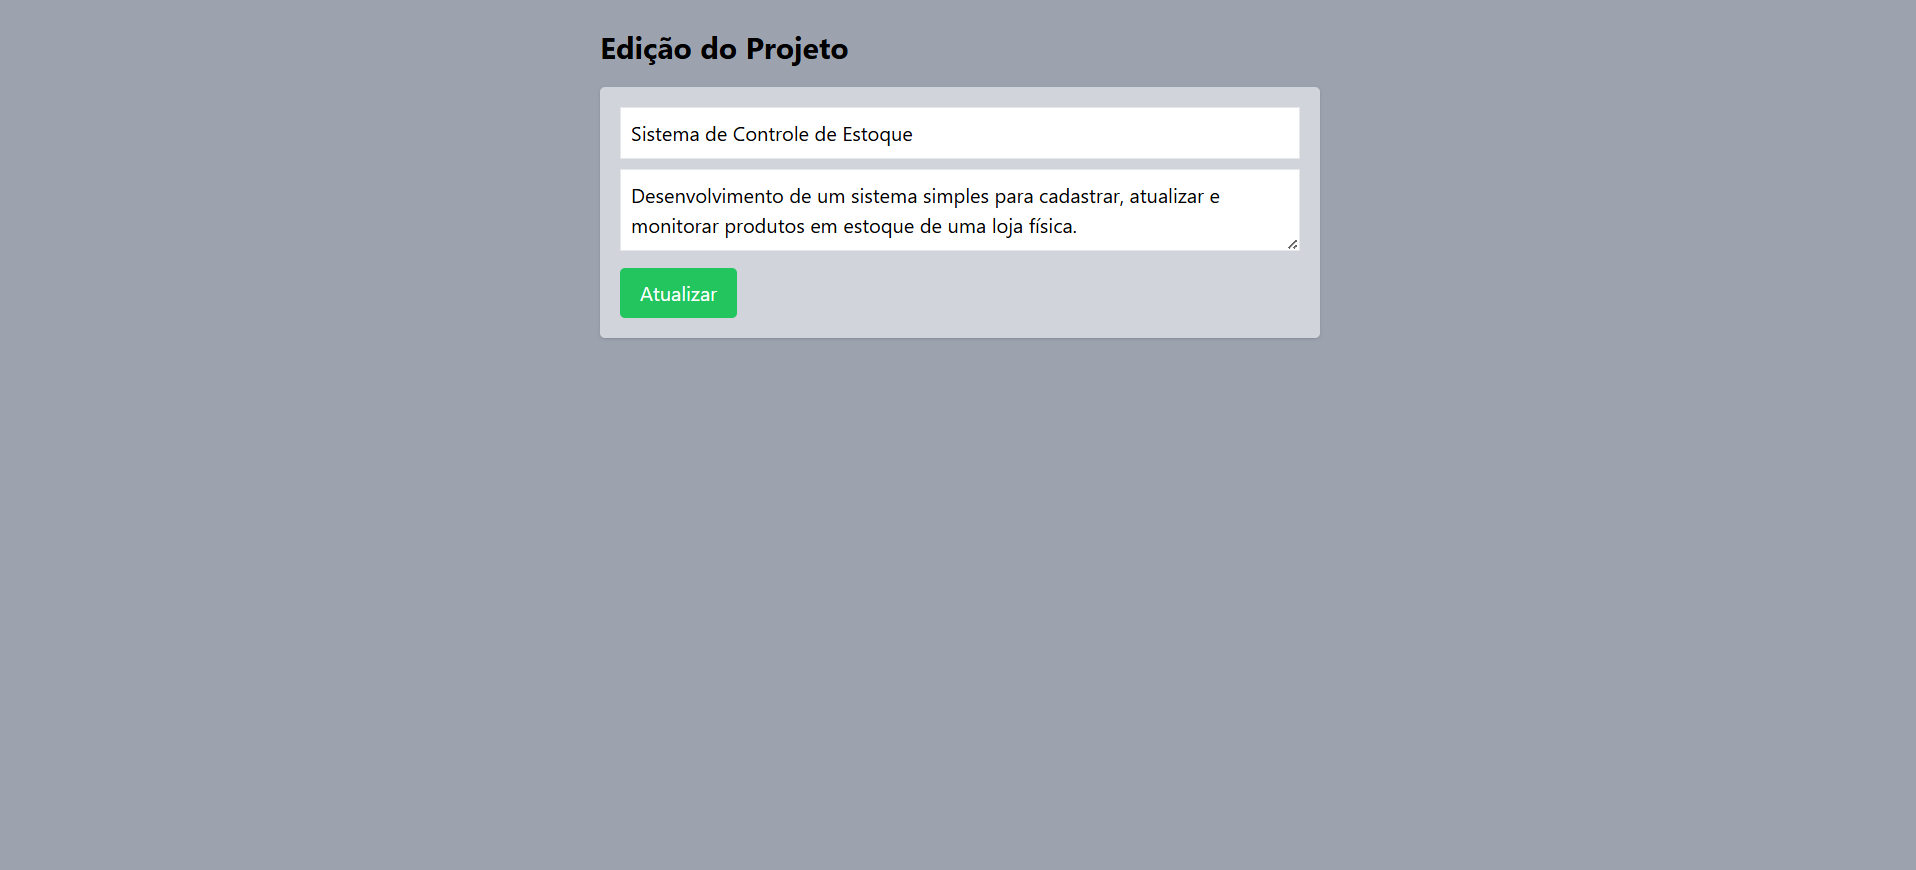 Edição do Projeto
Sistema de Controle de Estoque
Desenvolvimento de um sistema simples para cadastrar, atualizar e
monitorar produtos em estoque de uma loja física.
Atualizar